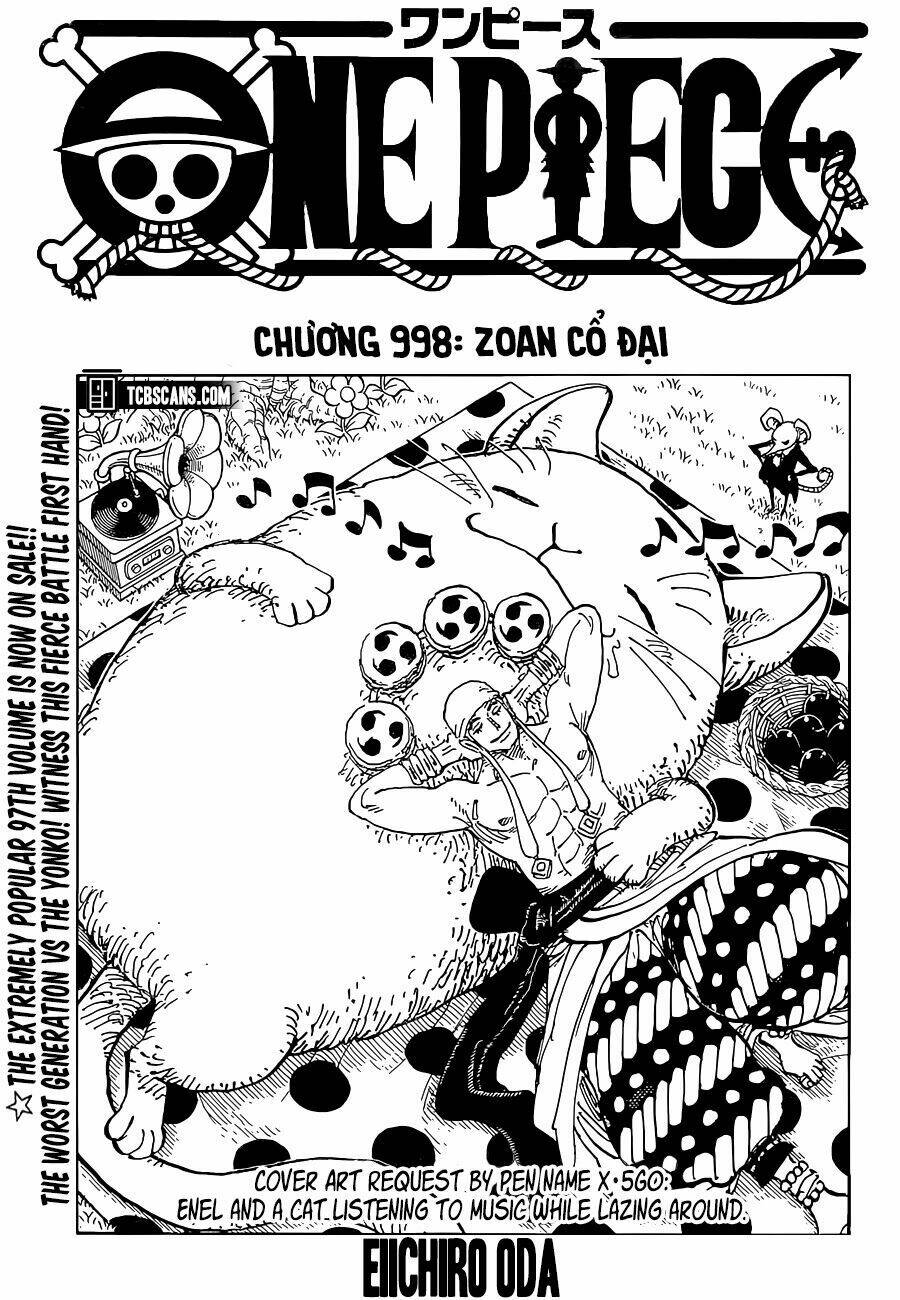 ワンピース
ONE PIECE
CHƯƠNG 998: ZOAN CỔ ĐẠI
TCBSCANS.COM
☆ THE EXTREMELY POPULAR 97TH VOLUME IS NOW ON SALE!!
THE WORST GENERATION VS THE YONKO! WITNESS THIS FIERCE BATTLE FIRST HAND!
COVER ART REQUEST BY PEN NAME X•5GO:
ENEL AND A CAT LISTENING TO MUSIC WHILE LAZING AROUND.
EIICHIRO ODA